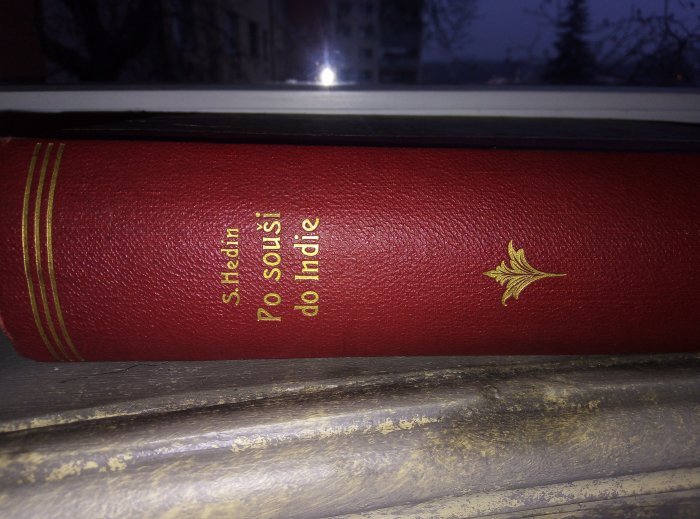 S. Hedin
Po souši
do Indie